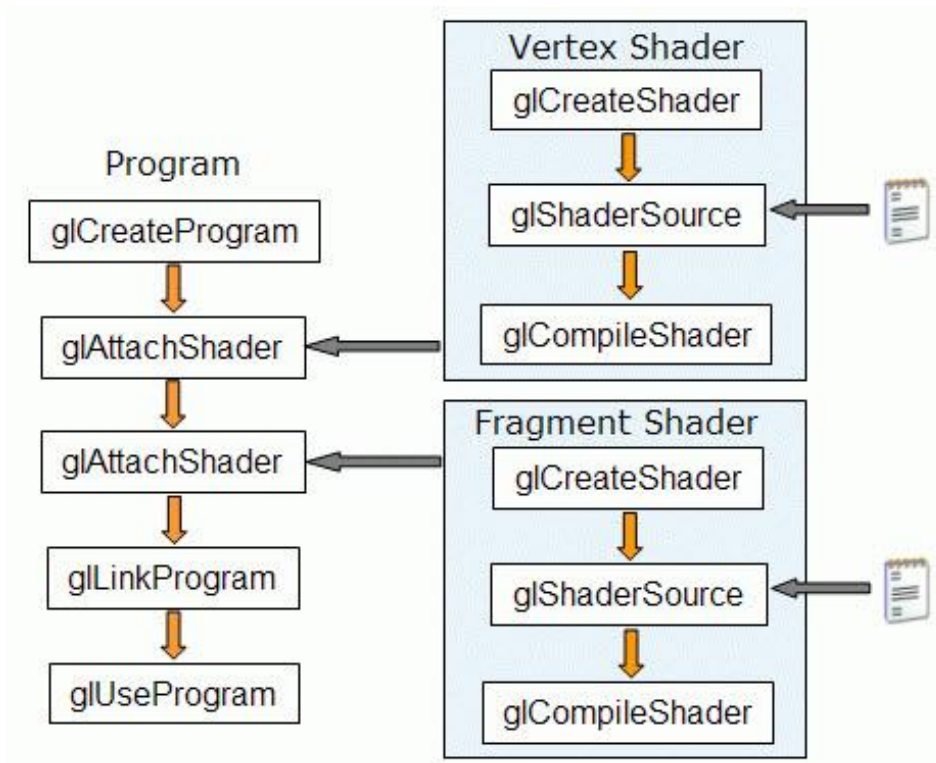 Program
glCreateProgram
glAttachShader
glAttachShader
glLinkProgram
glUseProgram
Vertex Shader
glCreateShader
glShaderSource
glCompileShader
Fragment Shader
glCreateShader
glShaderSource
glCompileShader